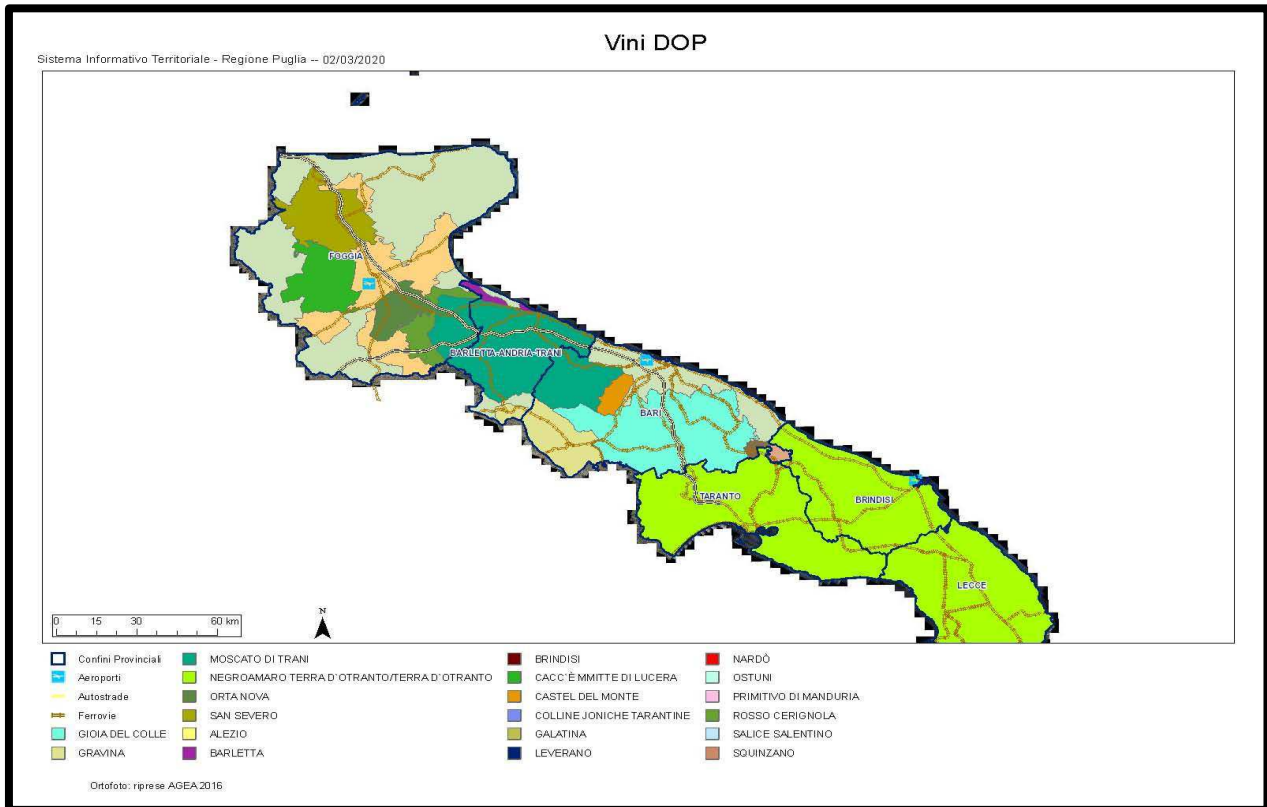 Vini DOP
Sistema Informativo Territoriale - Regione Puglia -- 02/03/2020
FOGGIA
BARLETTA-ANDRIA-TRANI
BARI
TARANTO
BRINDISI
LECCE
0 15 30 60 km
N
Confini Provinciali
Aeroporti
Autostrade
Ferrovie
GIOIA DEL COLLE
GRAVINA
MOSCATO DI TRANI
NEGROAMARO TERRA D'OTRANTO/TERRA D'OTRANTO
ORTA NOVA
SAN SEVERO
ALEZIO
BARLETTA
BRINDISI
CACC'È MMITTE DI LUCERA
CASTEL DEL MONTE
COLLINE JONICHE TARANTINE
GALATINA
LEVERANO
NARDÒ
OSTUNI
PRIMITIVO DI MANDURIA
ROSSO CERIGNOLA
SALICE SALENTINO
SQUINZANO
Ortofoto: riprese AGEA 2016